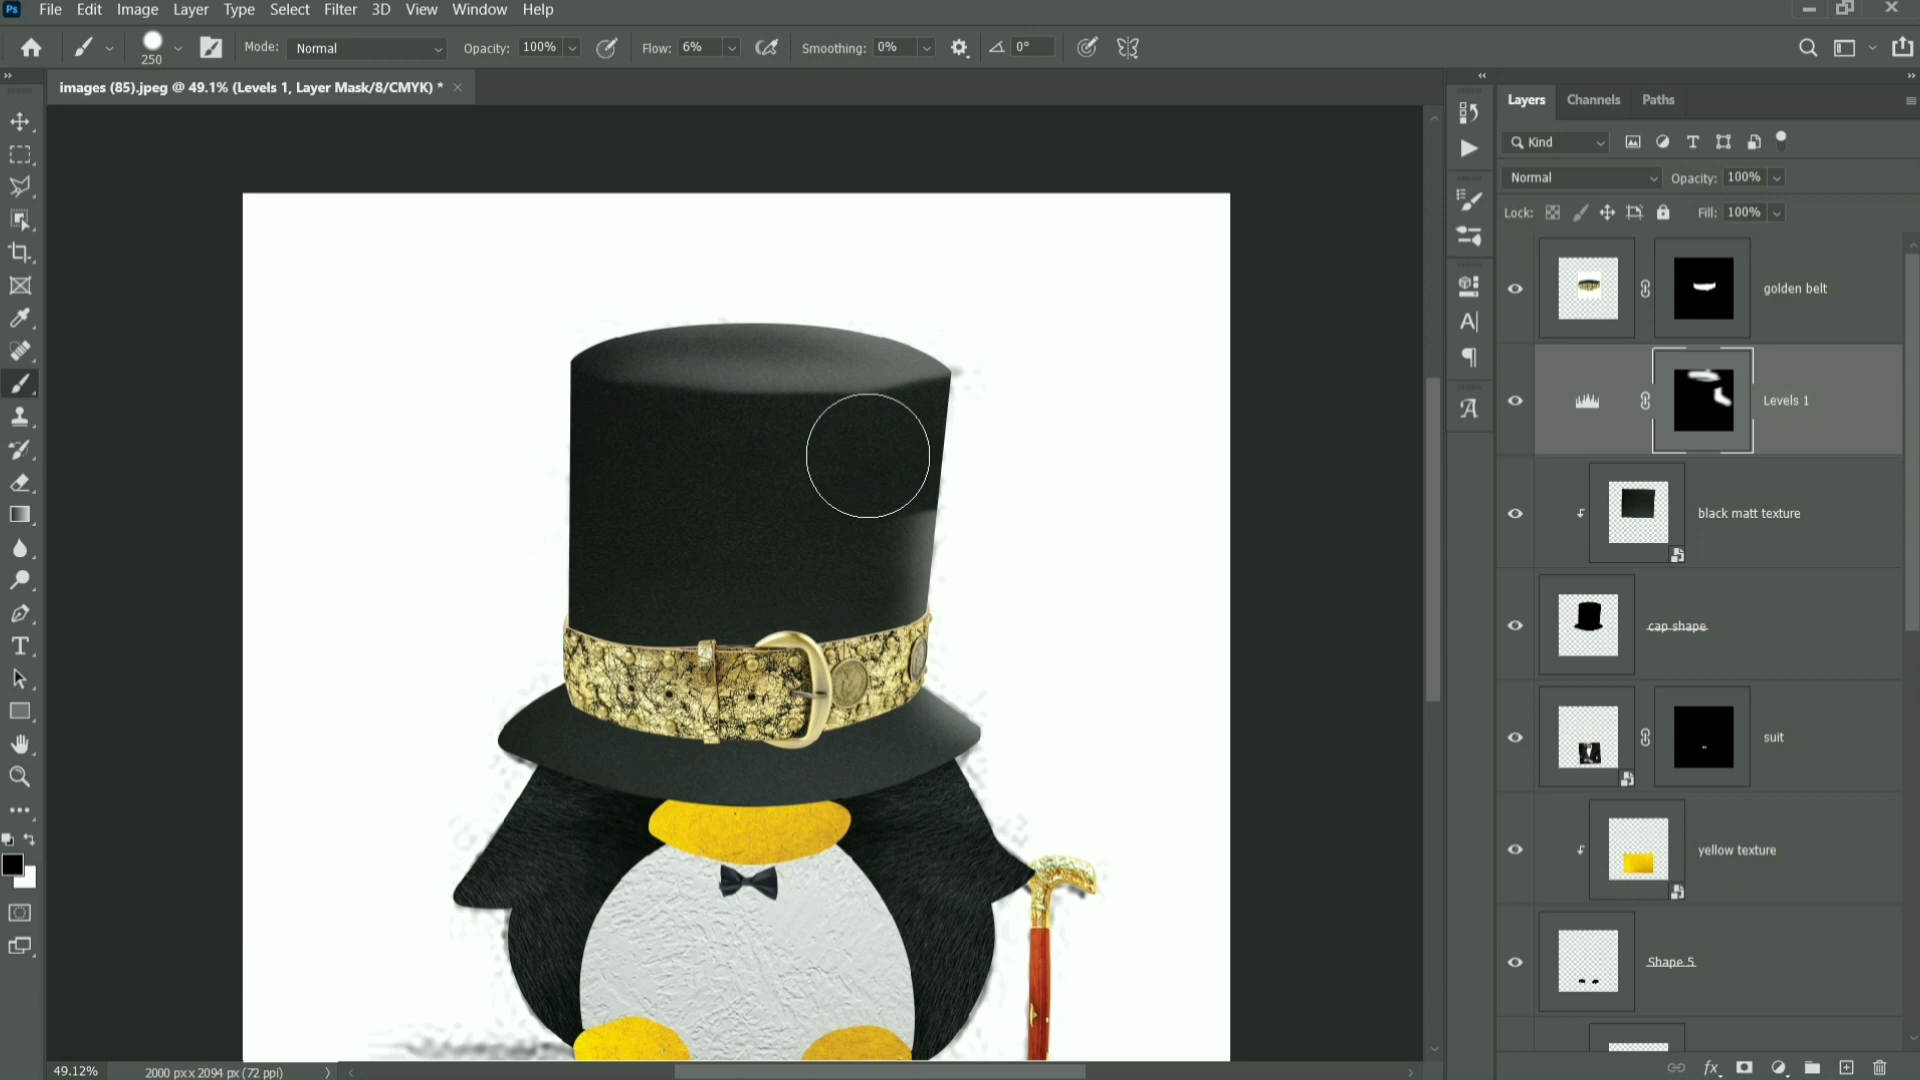 Ps File Edit Image Layer Type Select Filter 3D View Window Help
250 Mode: Normal Opacity: 100% Flow: 6% Smoothing: 0% 0°
images (85).jpeg @ 49.1% (Levels 1, Layer Mask/8/CMYK) *
Layers Channels Paths
Kind
Normal Opacity: 100%
Lock: Fill: 100%
golden belt
Levels 1
black matt texture
cap shape
suit
yellow texture
Shape 5
49.12% 2000 px x 2094 px (72 ppi)